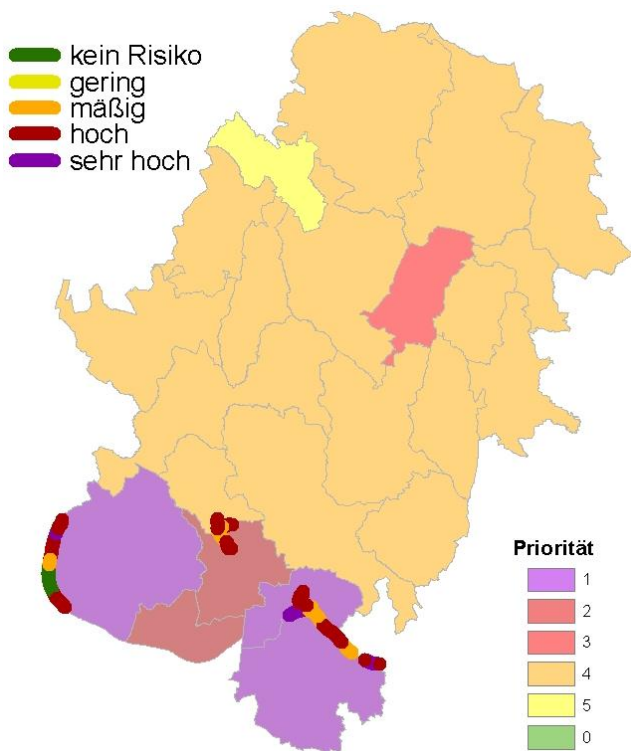 kein Risiko
gering
mäßig
hoch
sehr hoch
Priorität
1
2
3
4
5
0